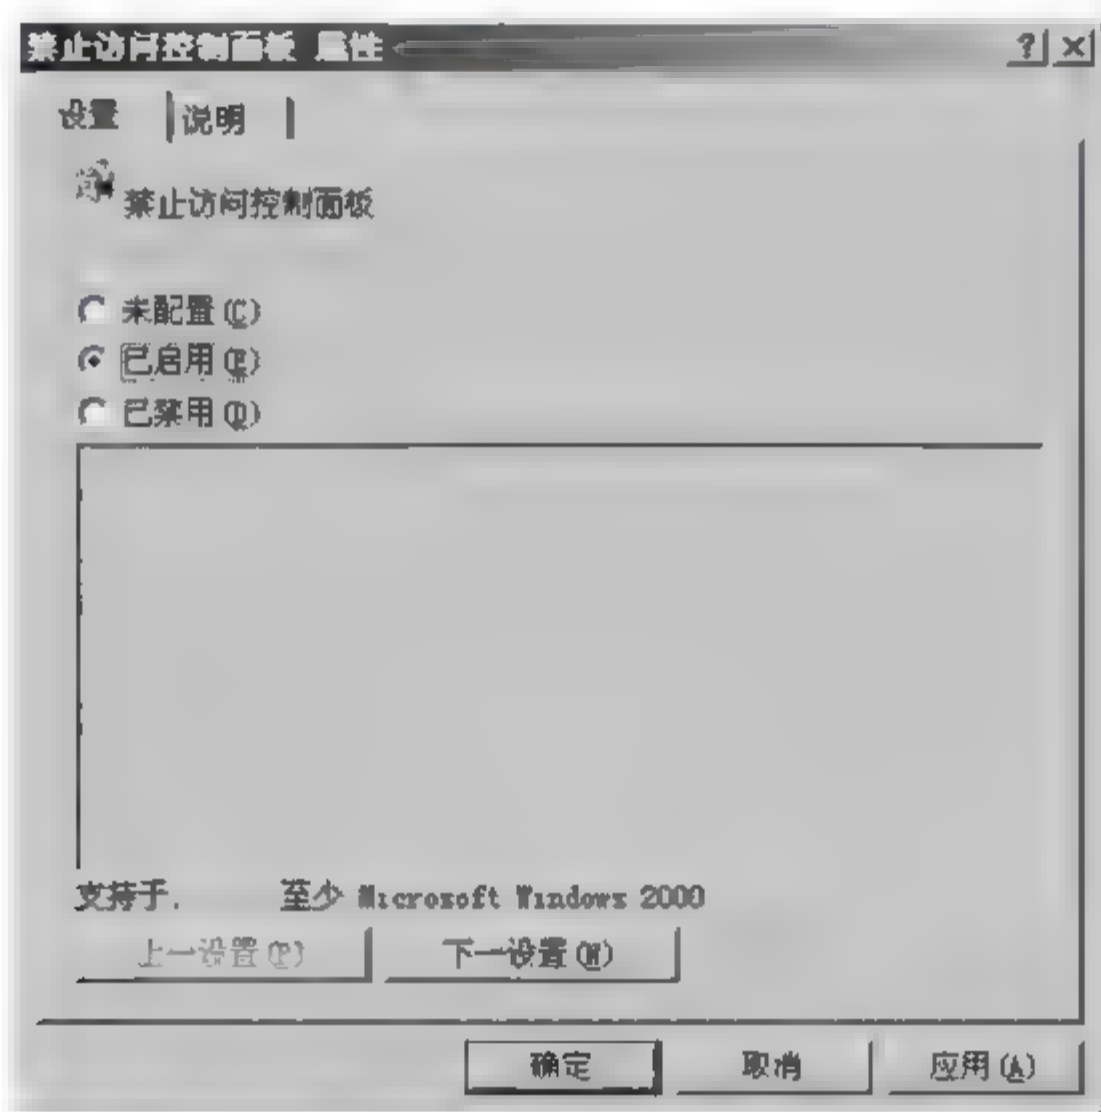 禁止访问控制面板 属性
设置 说明
禁止访问控制面板
未配置(C)
已启用(E)
已禁用(D)
支持于. 至少 Microsoft Windows 2000
上一设置(P) 下一设置(N)
确定 取消 应用(A)